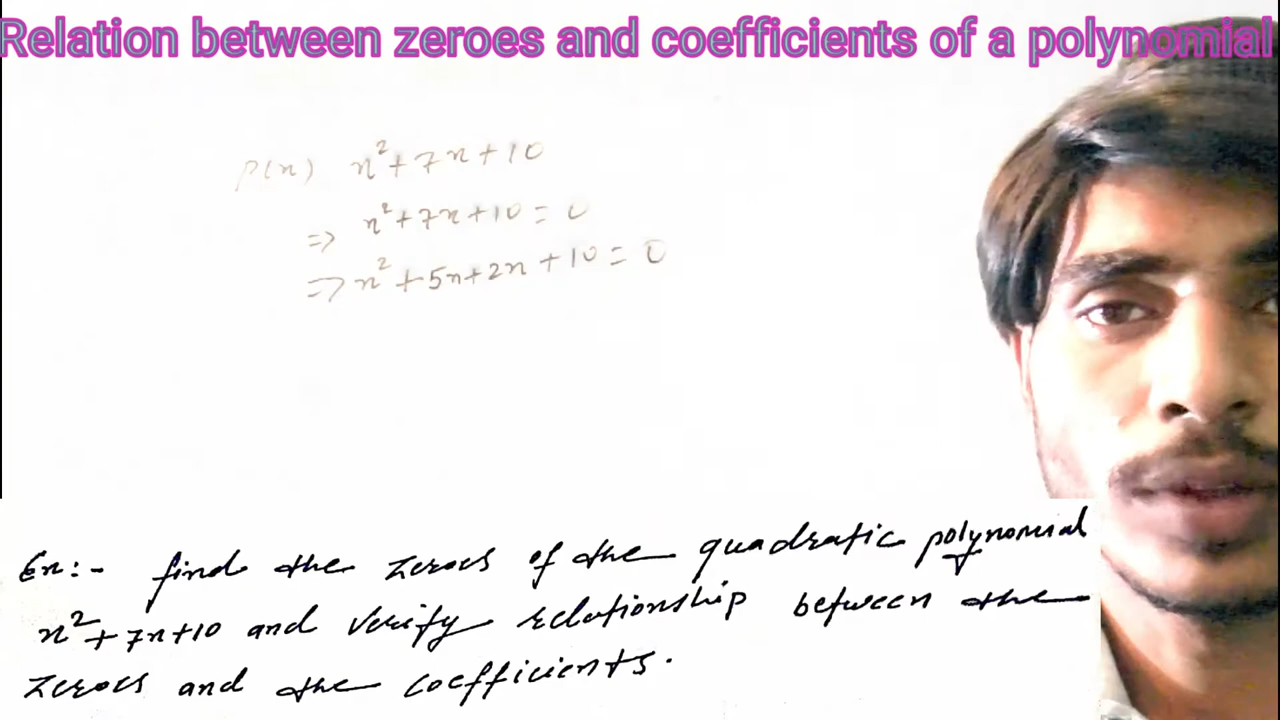 Relation between zeroes and coefficients of a polynomial
P(x) x²+7x+10
=> x²+7x+10=0
=> x²+5x+2x+10=0
Ex:- find the zeroes of the quadratic polynomial
x²+7x+10 and verify relationship between the
zeroes and the coefficients.